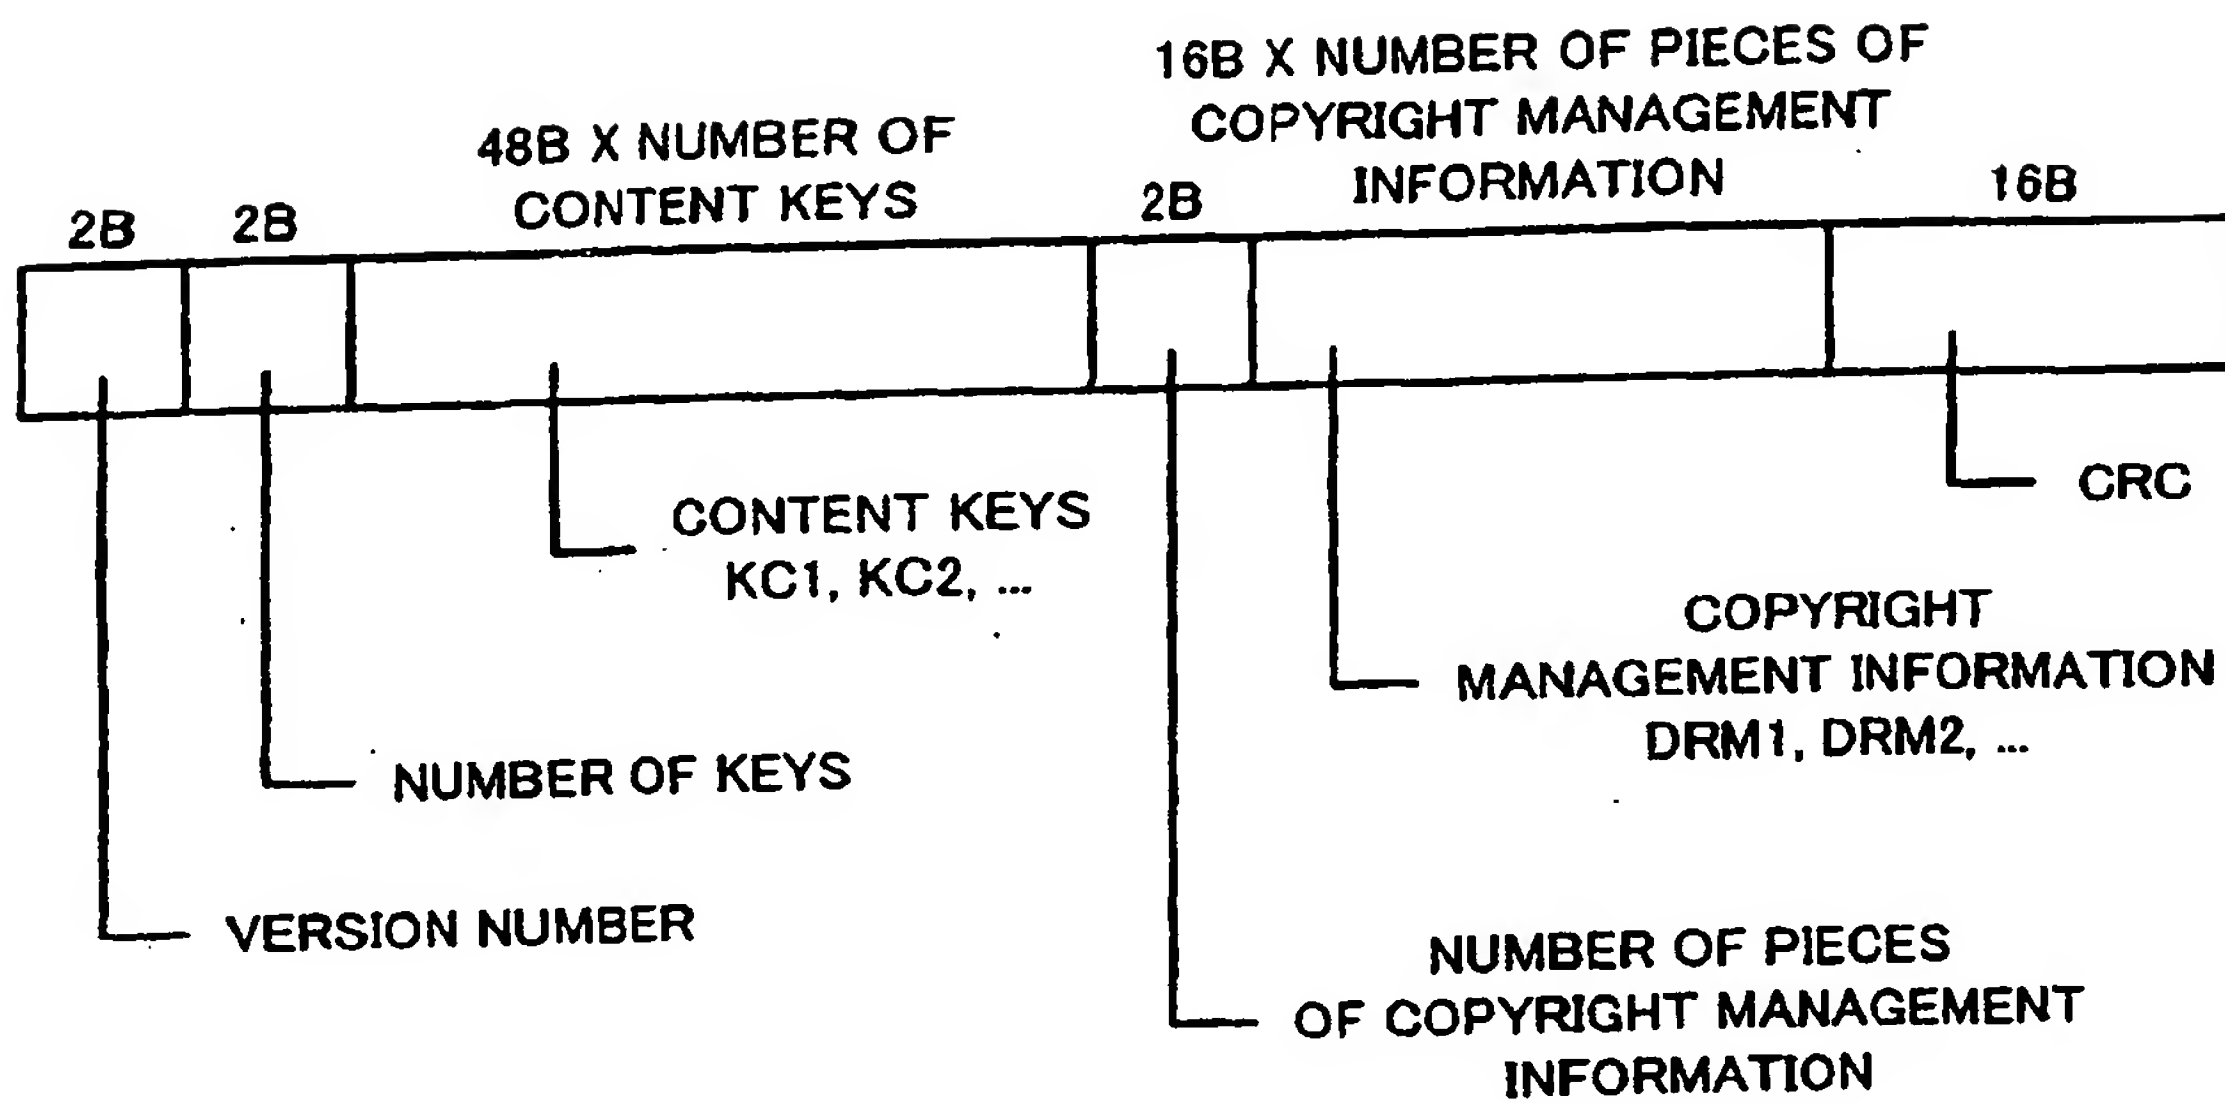 16B X NUMBER OF PIECES OF
COPYRIGHT MANAGEMENT
INFORMATION
48B X NUMBER OF
CONTENT KEYS
2B
2B
2B
16B
CONTENT KEYS
KC1, KC2, ...
CRC
COPYRIGHT
MANAGEMENT INFORMATION
DRM1, DRM2, ...
NUMBER OF KEYS
VERSION NUMBER
NUMBER OF PIECES
OF COPYRIGHT MANAGEMENT
INFORMATION